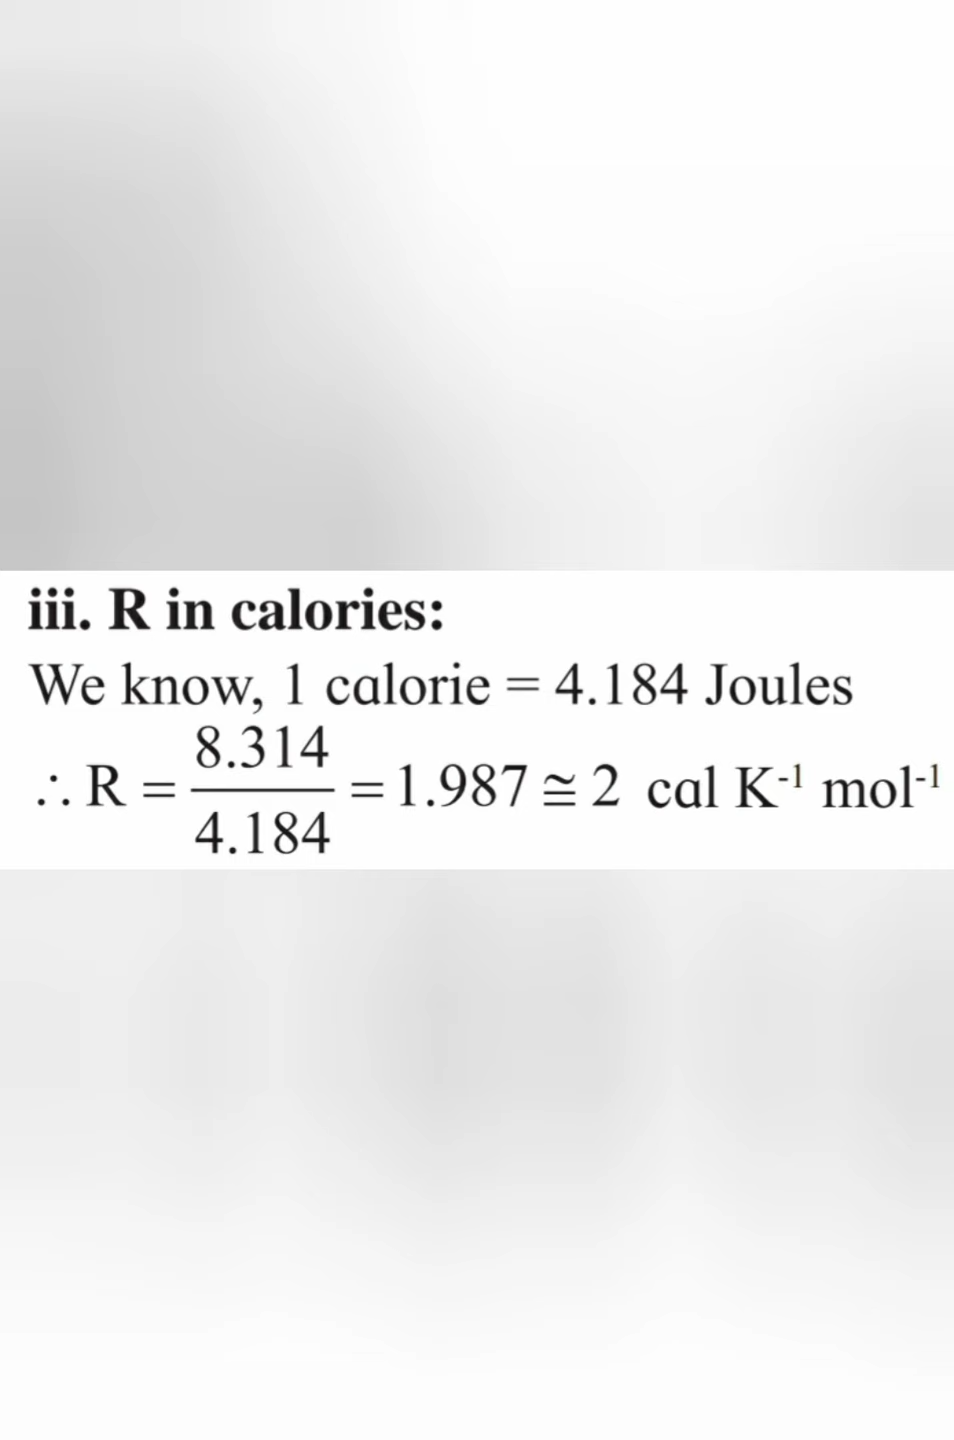 iii. R in calories:
We know, 1 calorie = 4.184 Joules
∴ R = 8.314/4.184 = 1.987 ≅ 2 cal K⁻¹ mol⁻¹